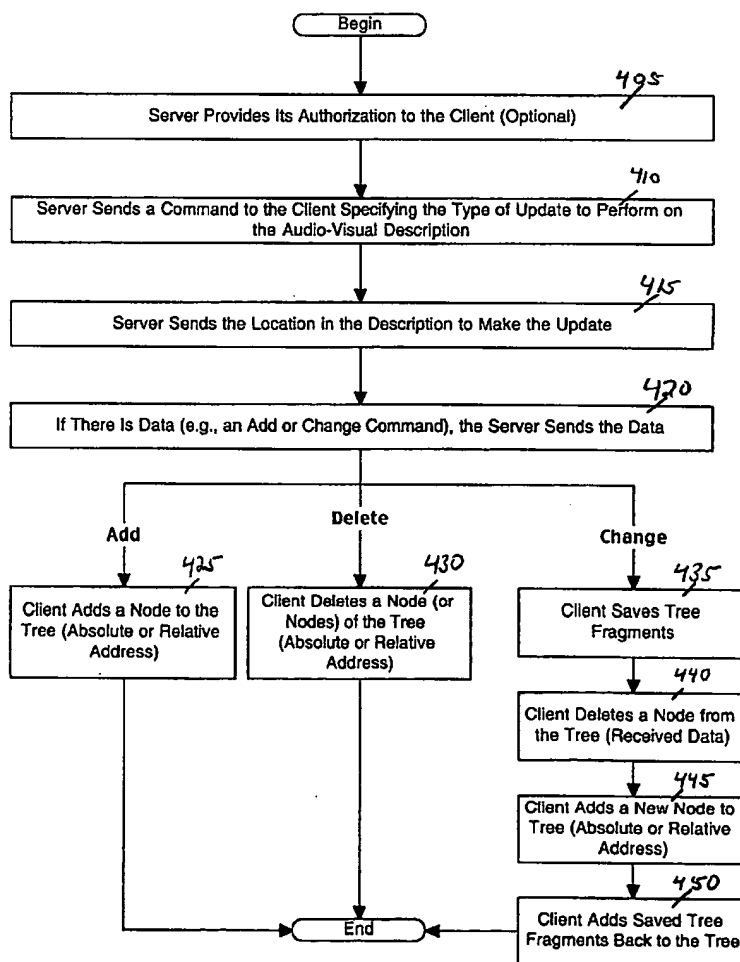 Begin
405
Server Provides Its Authorization to the Client (Optional)
410
Server Sends a Command to the Client Specifying the Type of Update to Perform on
the Audio-Visual Description
415
Server Sends the Location in the Description to Make the Update
420
If There Is Data (e.g., an Add or Change Command), the Server Sends the Data
Add
Delete
Change
425
Client Adds a Node to the
Tree (Absolute or Relative
Address)
430
Client Deletes a Node (or
Nodes) of the Tree
(Absolute or Relative
Address)
435
Client Saves Tree
Fragments
440
Client Deletes a Node from
the Tree (Received Data)
445
Client Adds a New Node to
Tree (Absolute or Relative
Address)
450
Client Adds Saved Tree
Fragments Back to the Tree
End